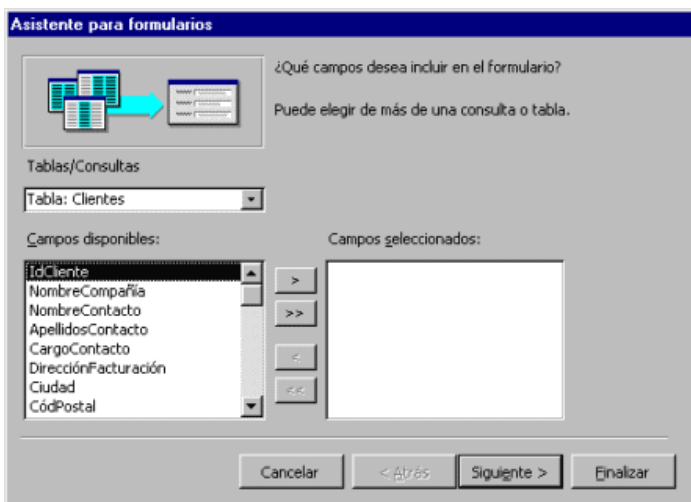 Asistente para formularios
¿Qué campos desea incluir en el formulario?
Puede elegir de más de una consulta o tabla.
Tablas/Consultas
Tabla: Clientes
Campos disponibles:
Campos seleccionados:
IdCliente
NombreCompañía
NombreContacto
ApellidosContacto
CargoContacto
DirecciónFacturación
Ciudad
CódPostal
>
>>
<
<<
Cancelar
< Atrás
Siguiente >
Finalizar